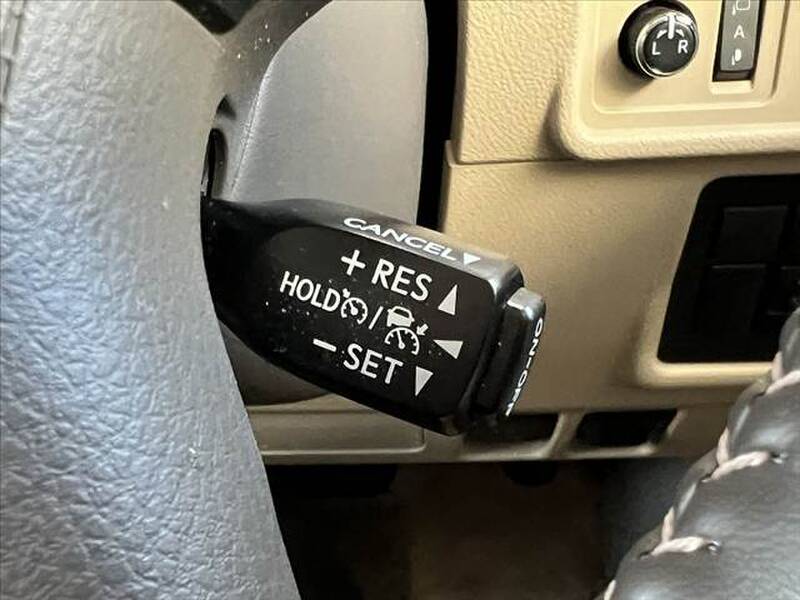 L R
A
CANCEL▼
+ RES ▲
HOLD / ◀
- SET ▼
ON-OFF